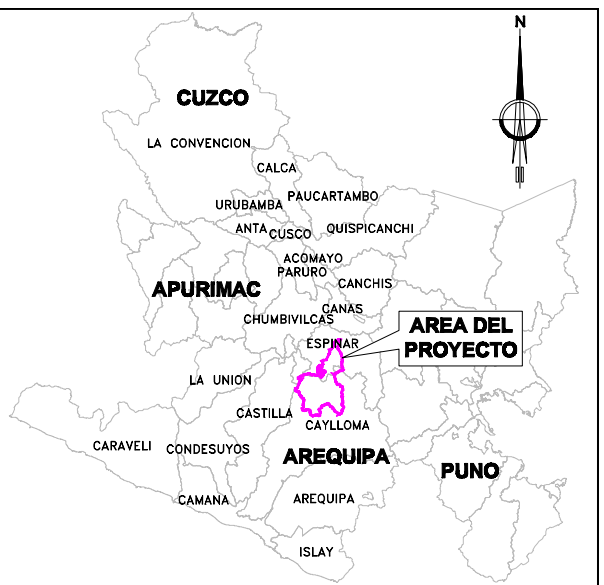 N
CUZCO
LA CONVENCION
CALCA
PAUCARTAMBO
URUBAMBA
ANTA
CUSCO
QUISPICANCHI
ACOMAYO
PARURO
CANCHIS
APURIMAC
CANAS
CHUMBIVILCAS
AREA DEL
PROYECTO
ESPINAR
LA UNION
CASTILLA
CAYLLOMA
CARAVELI
CONDESUYOS
AREQUIPA
PUNO
CAMANA
AREQUIPA
ISLAY